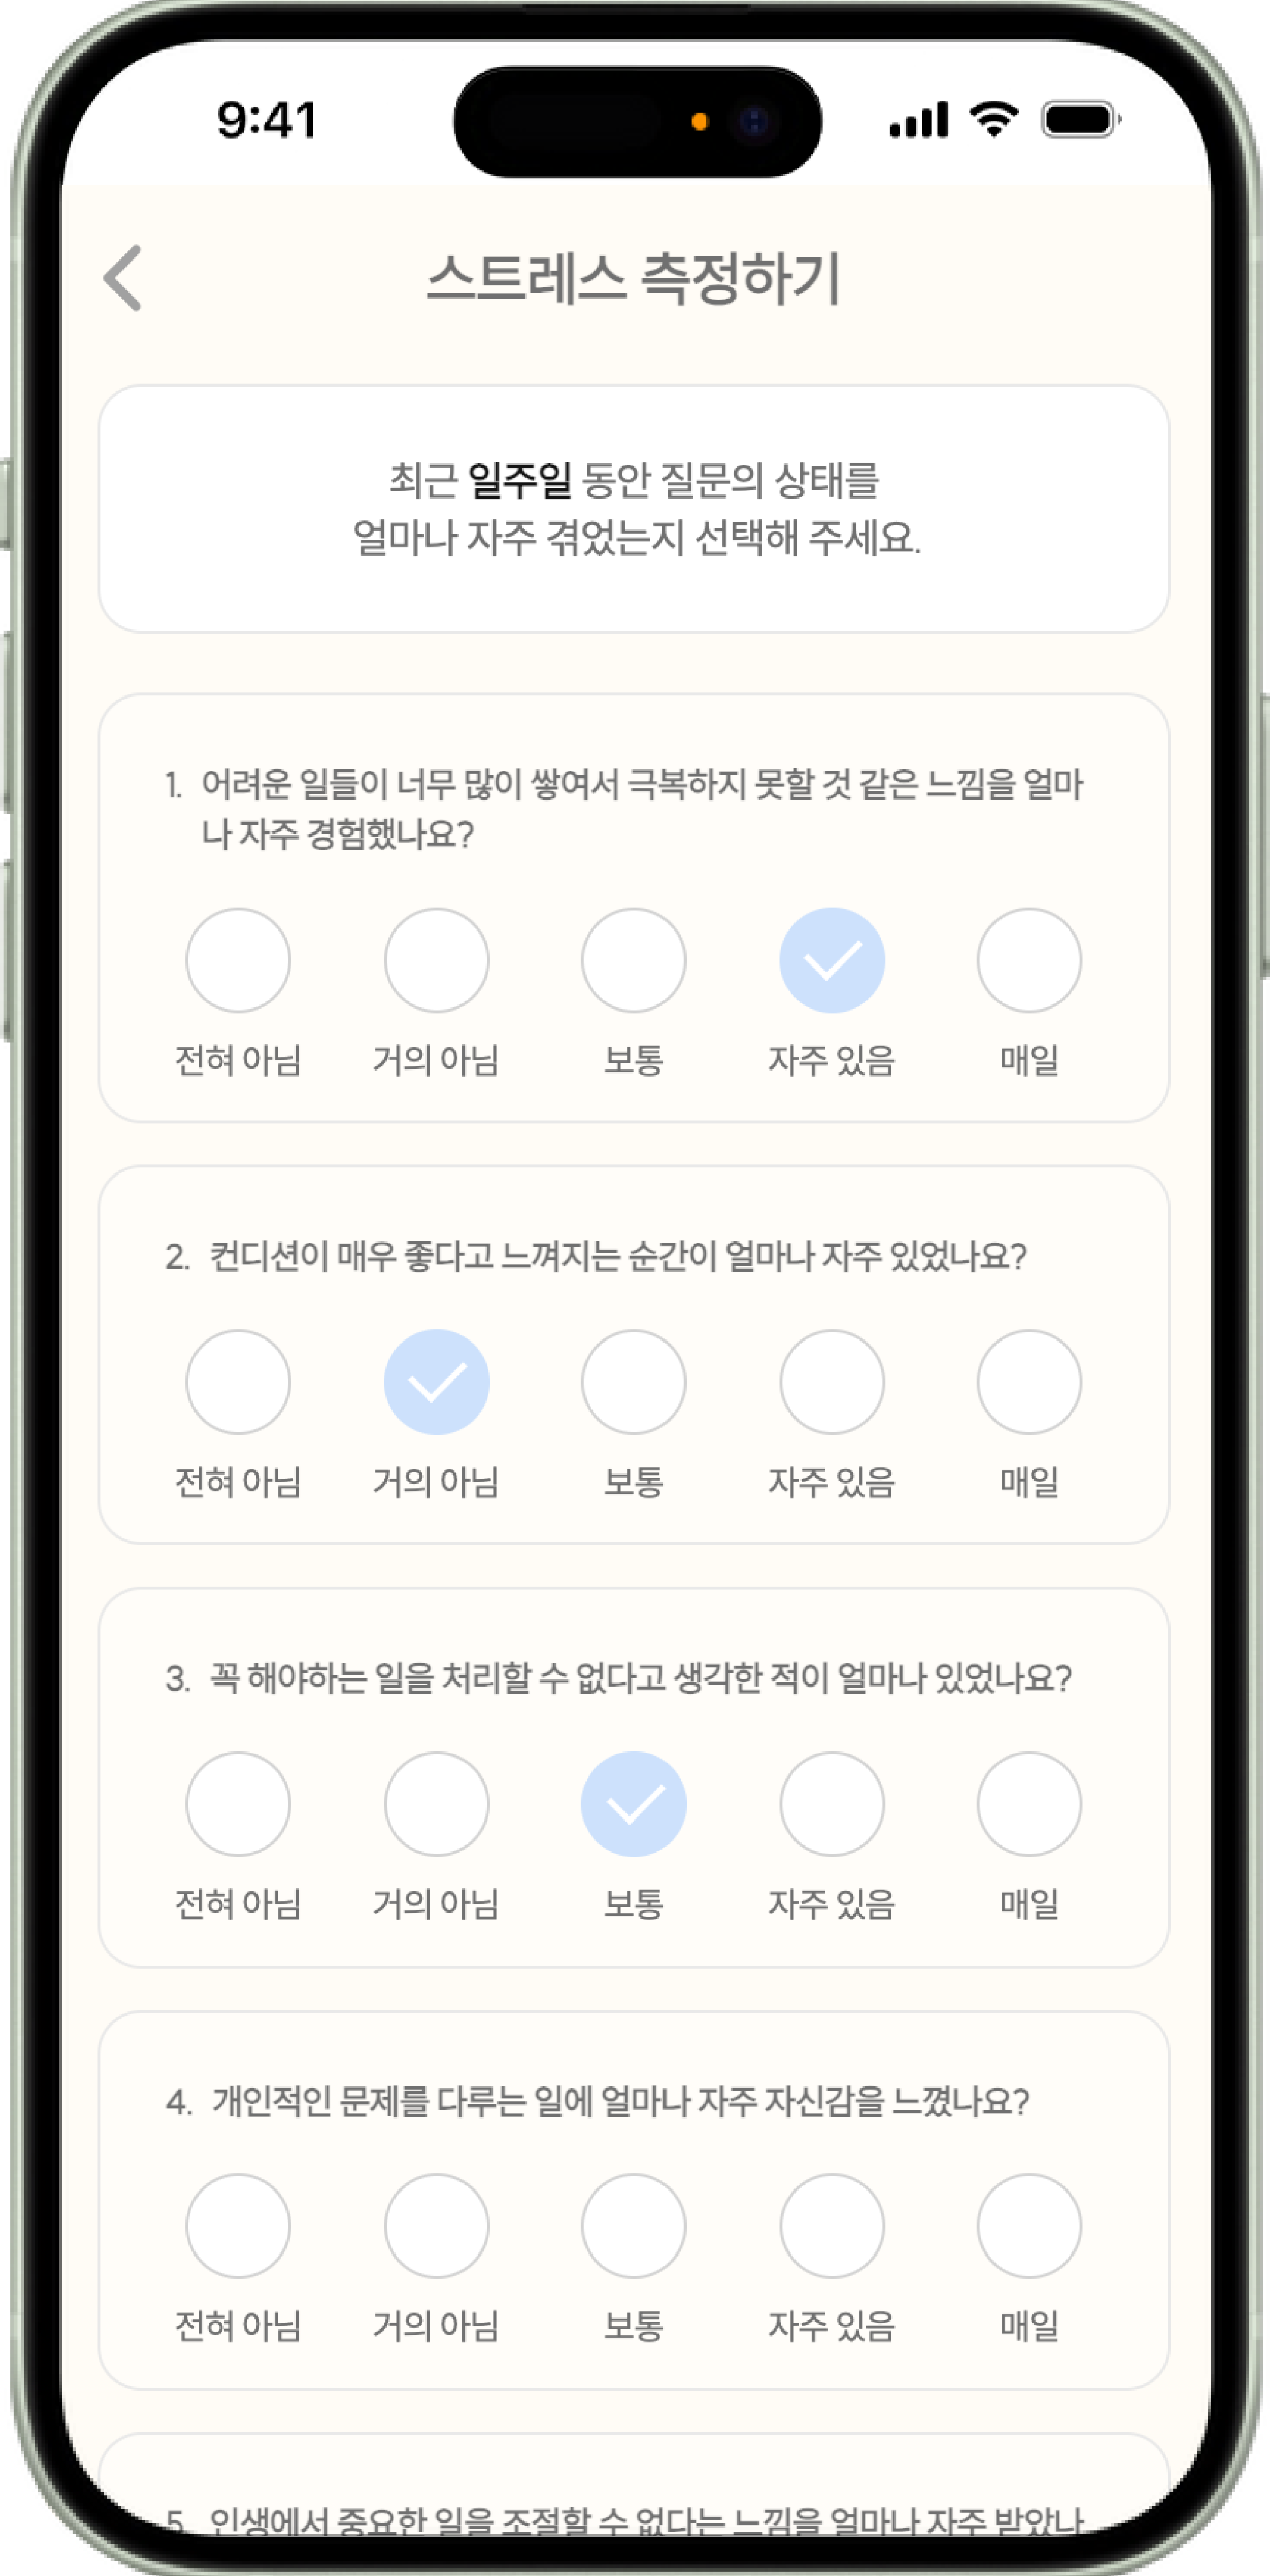 9:41
스트레스 측정하기
최근 일주일 동안 질문의 상태를
얼마나 자주 겪었는지 선택해 주세요.
1. 어려운 일들이 너무 많이 쌓여서 극복하지 못할 것 같은 느낌을 얼마
나 자주 경험했나요?
전혀 아님 거의 아님 보통 자주 있음 매일
2. 컨디션이 매우 좋다고 느껴지는 순간이 얼마나 자주 있었나요?
전혀 아님 거의 아님 보통 자주 있음 매일
3. 꼭 해야하는 일을 처리할 수 없다고 생각한 적이 얼마나 있었나요?
전혀 아님 거의 아님 보통 자주 있음 매일
4. 개인적인 문제를 다루는 일에 얼마나 자주 자신감을 느꼈나요?
전혀 아님 거의 아님 보통 자주 있음 매일
5. 인생에서 중요한 일을 조절할 수 없다는 느낌을 얼마나 자주 받았나